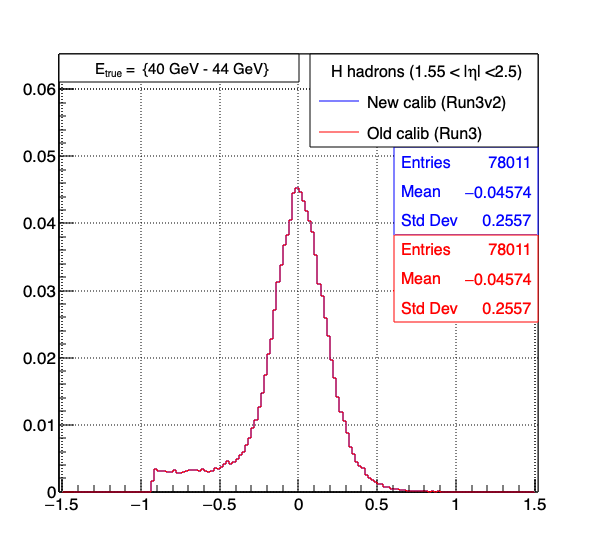 E_true = {40 GeV - 44 GeV}
H hadrons (1.55 < |η| <2.5)
New calib (Run3v2)
Old calib (Run3)
Entries 78011
Mean −0.04574
Std Dev 0.2557
Entries 78011
Mean −0.04574
Std Dev 0.2557
0.06
0.05
0.04
0.03
0.02
0.01
0
−1.5 −1 −0.5 0 0.5 1 1.5